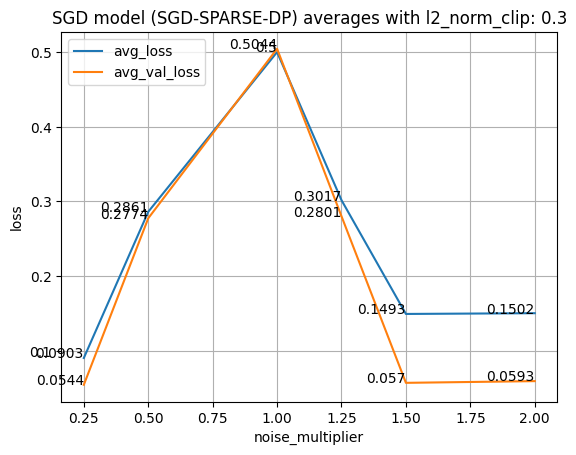 SGD model (SGD-SPARSE-DP) averages with l2_norm_clip: 0.3
avg_loss
avg_val_loss
loss
0.5
0.4
0.3
0.2
0.1
0.5044
0.5
0.2861
0.2774
0.3017
0.2801
0.0903
0.0544
0.1493
0.057
0.1502
0.0593
0.25 0.50 0.75 1.00 1.25 1.50 1.75 2.00
noise_multiplier